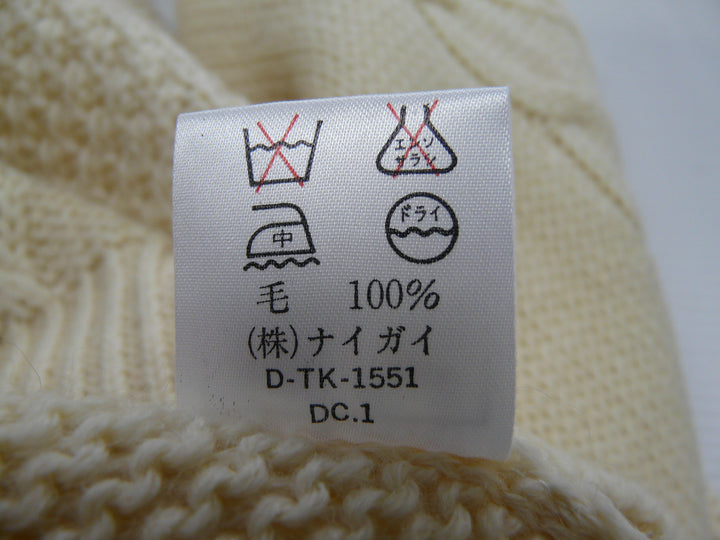 エンソ
サラシ
中
ドライ
毛 100%
(株)ナイガイ
D-TK-1551
DC.1